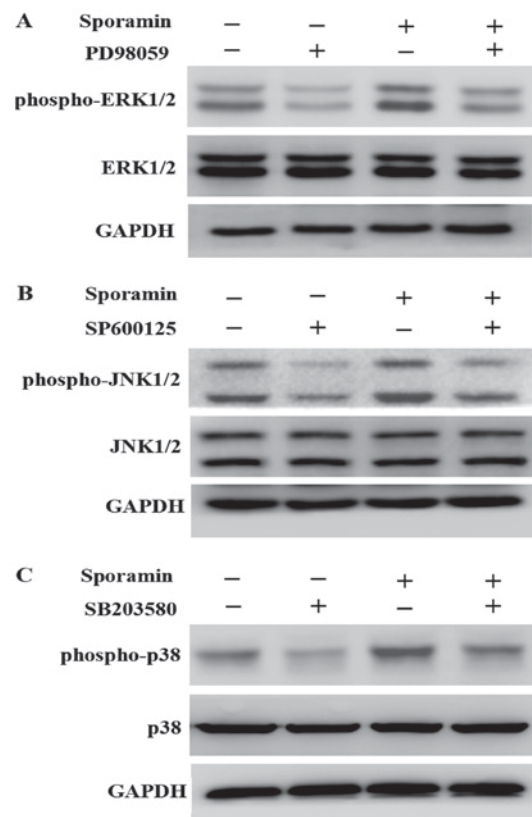 A Sporamin − − + +
PD98059 − + − +
phospho-ERK1/2
ERK1/2
GAPDH
B Sporamin − − + +
SP600125 − + − +
phospho-JNK1/2
JNK1/2
GAPDH
C Sporamin − − + +
SB203580 − + − +
phospho-p38
p38
GAPDH